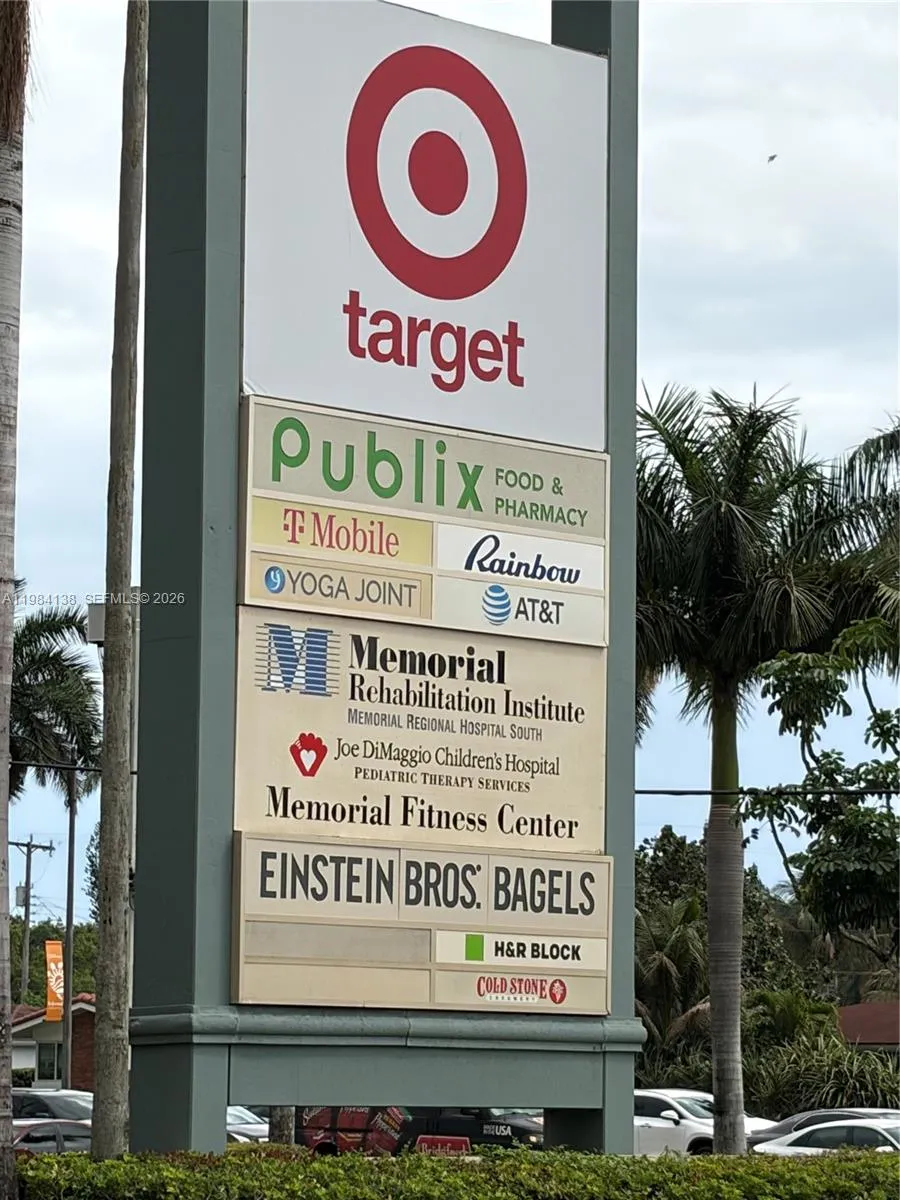 target
Publix FOOD &
PHARMACY
T Mobile
Rainbow
YOGA JOINT
AT&T
A11984138 SEFMLS© 2026
M Memorial
Rehabilitation Institute
MEMORIAL REGIONAL HOSPITAL SOUTH
JOE DIMAGGIO CHILDREN'S HOSPITAL
PEDIATRIC THERAPY SERVICES
Memorial Fitness Center
EINSTEIN BROS. BAGELS
H&R BLOCK
COLD STONE
CREAMERY